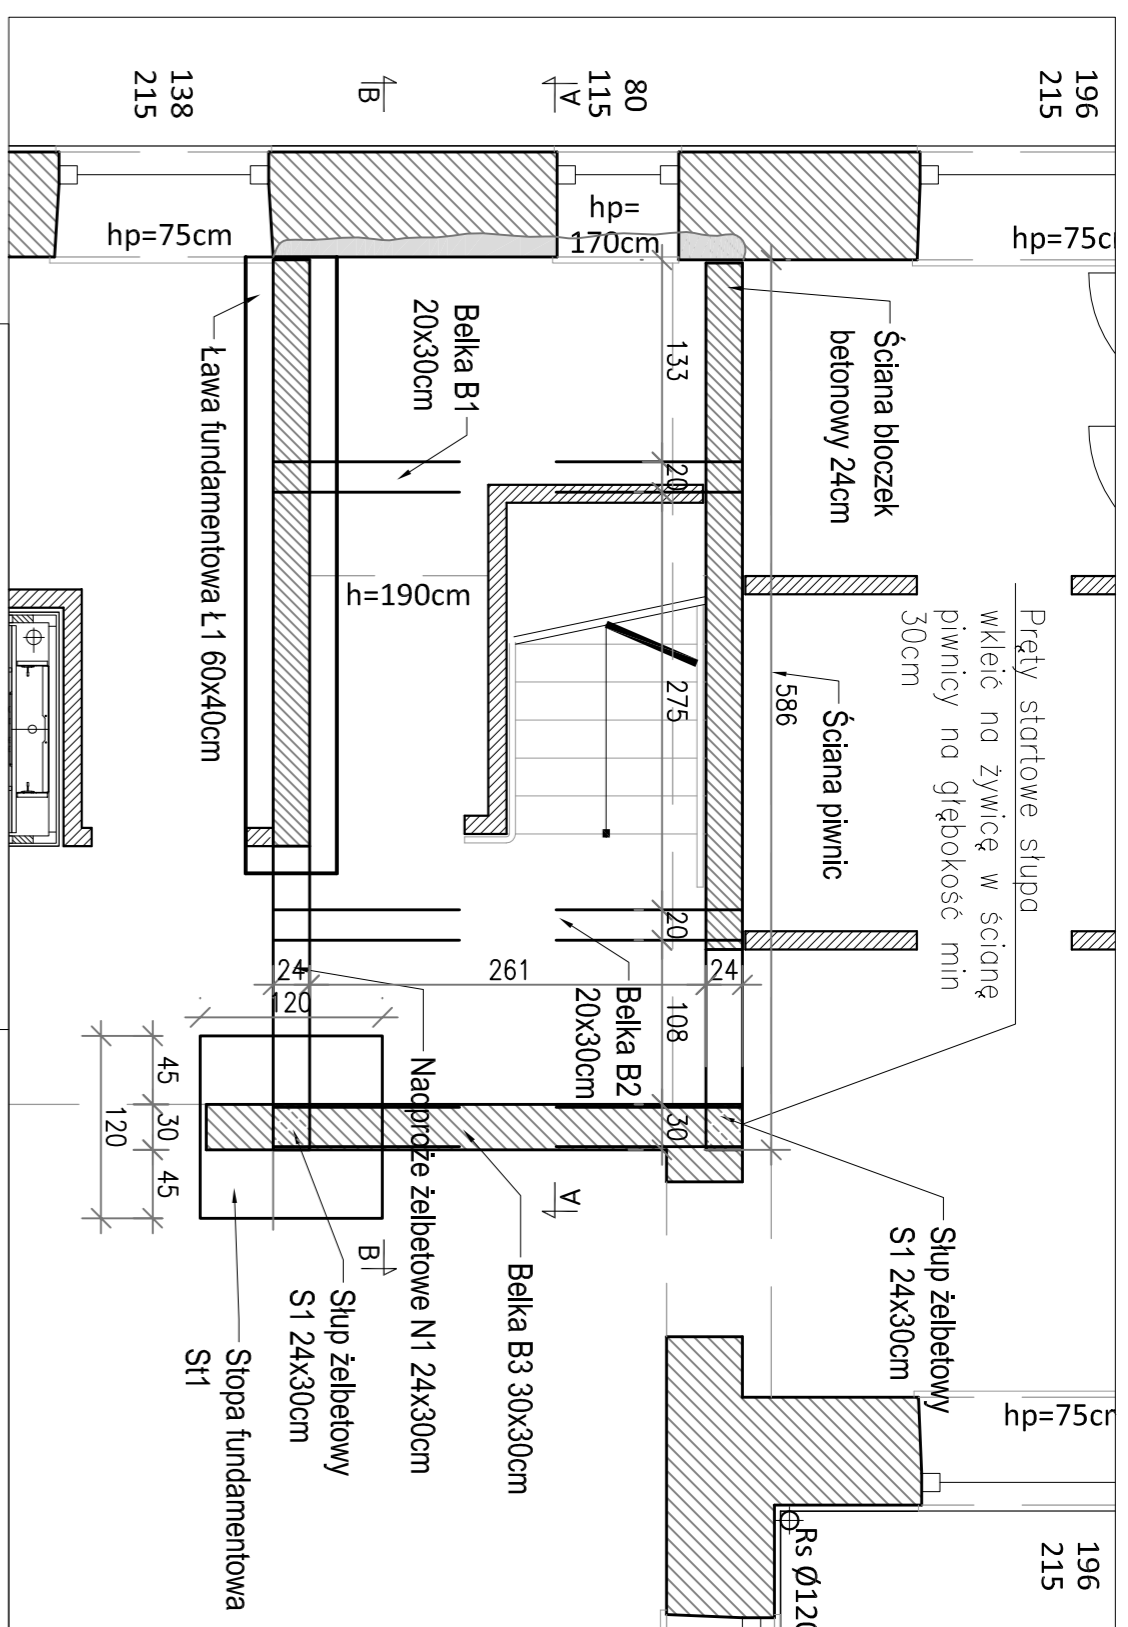 138
215
B
A
80
115
196
215
hp=75cm
hp=
170cm
hp=75c
Belka B1
20x30cm
Ława fundamentowa Ł1 60x40cm
133
20
Ściana bloczek
betonowy 24cm
h=190cm
275
586
Ściana piwnic
Pręty startowe słupa
wkleić na żywicę w ścianę
piwnicy na głębokość min
30cm
20
24
261
24
120
108
Belka B2
20x30cm
45
30
45
120
30
Nadproże żelbetowe N1 24x30cm
A
B
Słup żelbetowy
S1 24x30cm
Belka B3 30x30cm
Słup żelbetowy
S1 24x30cm
Stopa fundamentowa
St1
hp=75cr
Rs Ø120
196
215